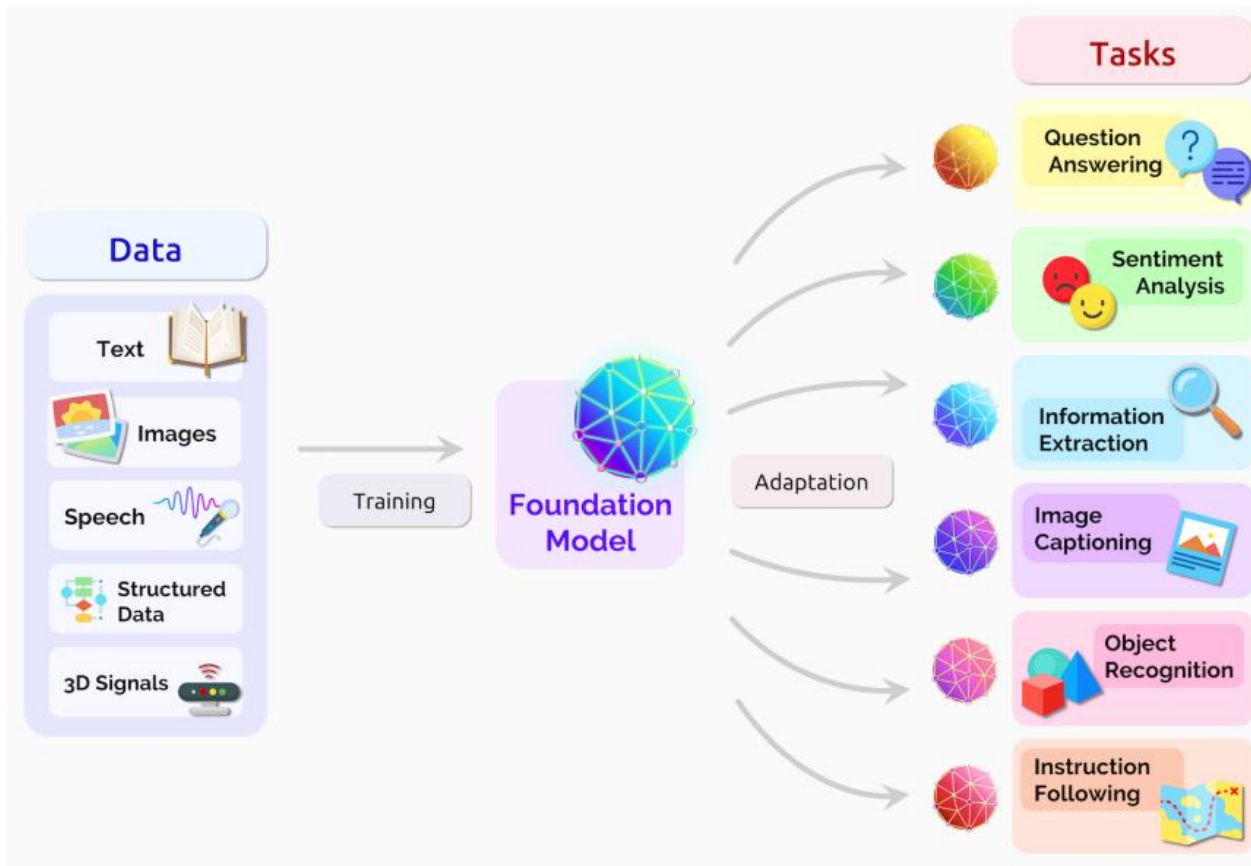 Data
Text
Images
Speech
Structured
Data
3D Signals
Training
Foundation
Model
Adaptation
Tasks
Question
Answering
?
Sentiment
Analysis
Information
Extraction
Image
Captioning
Object
Recognition
Instruction
Following